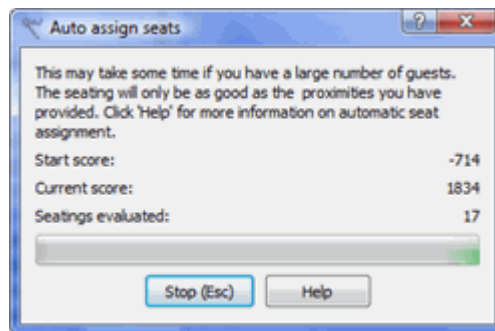 Auto assign seats
This may take some time if you have a large number of guests.
The seating will only be as good as the proximities you have
provided. Click 'Help' for more information on automatic seat
assignment.
Start score: -714
Current score: 1834
Seatings evaluated: 17
Stop (Esc) Help